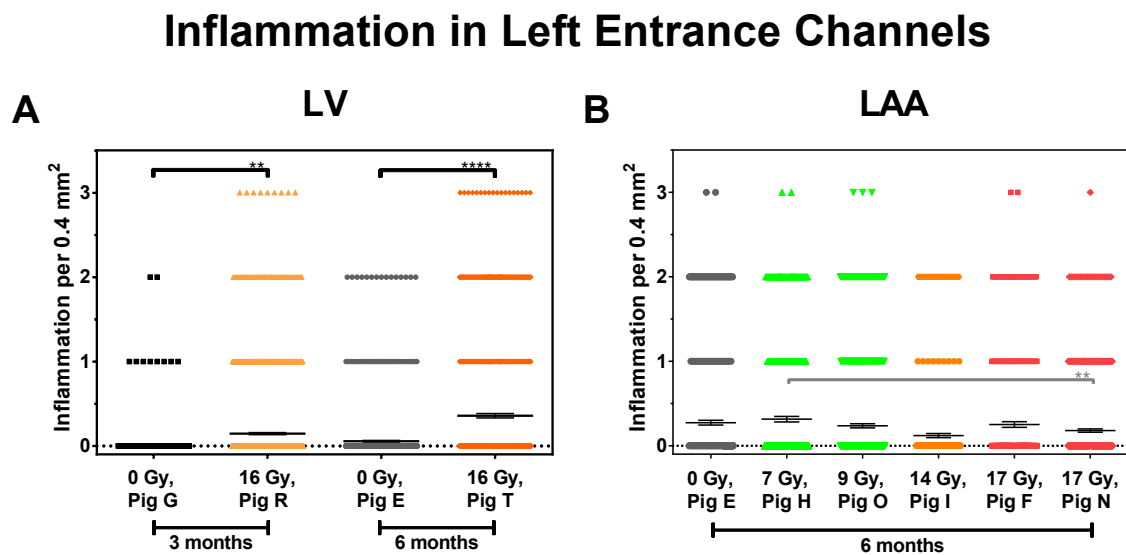 Inflammation in Left Entrance Channels
A
LV
Inflammation per 0.4 mm²
3
2
1
0
**
****
0 Gy,
Pig G
16 Gy,
Pig R
0 Gy,
Pig E
16 Gy,
Pig T
3 months
6 months
B
LAA
Inflammation per 0.4 mm²
3
2
1
0
**
0 Gy,
Pig E
7 Gy,
Pig H
9 Gy,
Pig O
14 Gy,
Pig I
17 Gy,
Pig F
17 Gy,
Pig N
6 months